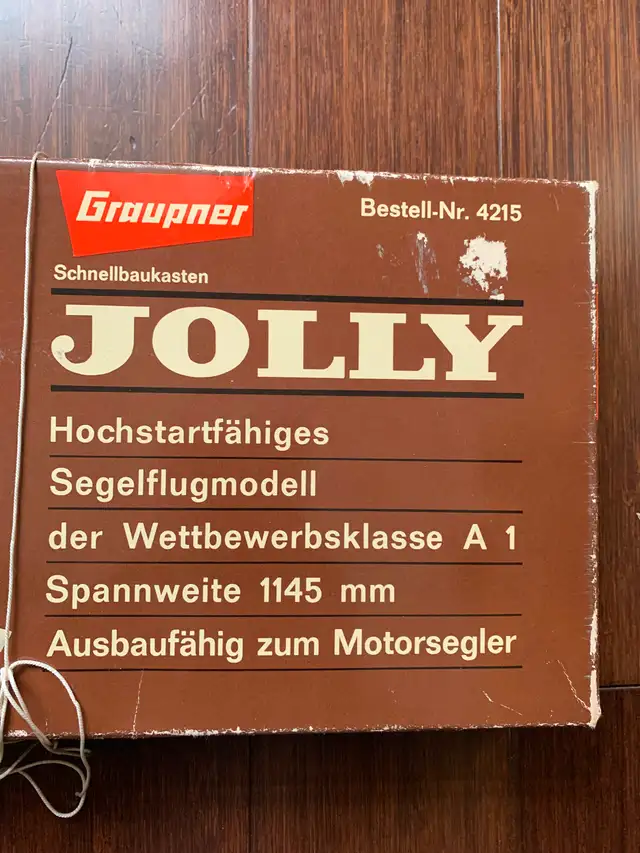 Graupner
Bestell-Nr. 4215
Schnellbaukasten
JOLLY
Hochstartfähiges
Segelflugmodell
der Wettbewerbsklasse A 1
Spannweite 1145 mm
Ausbaufähig zum Motorsegler